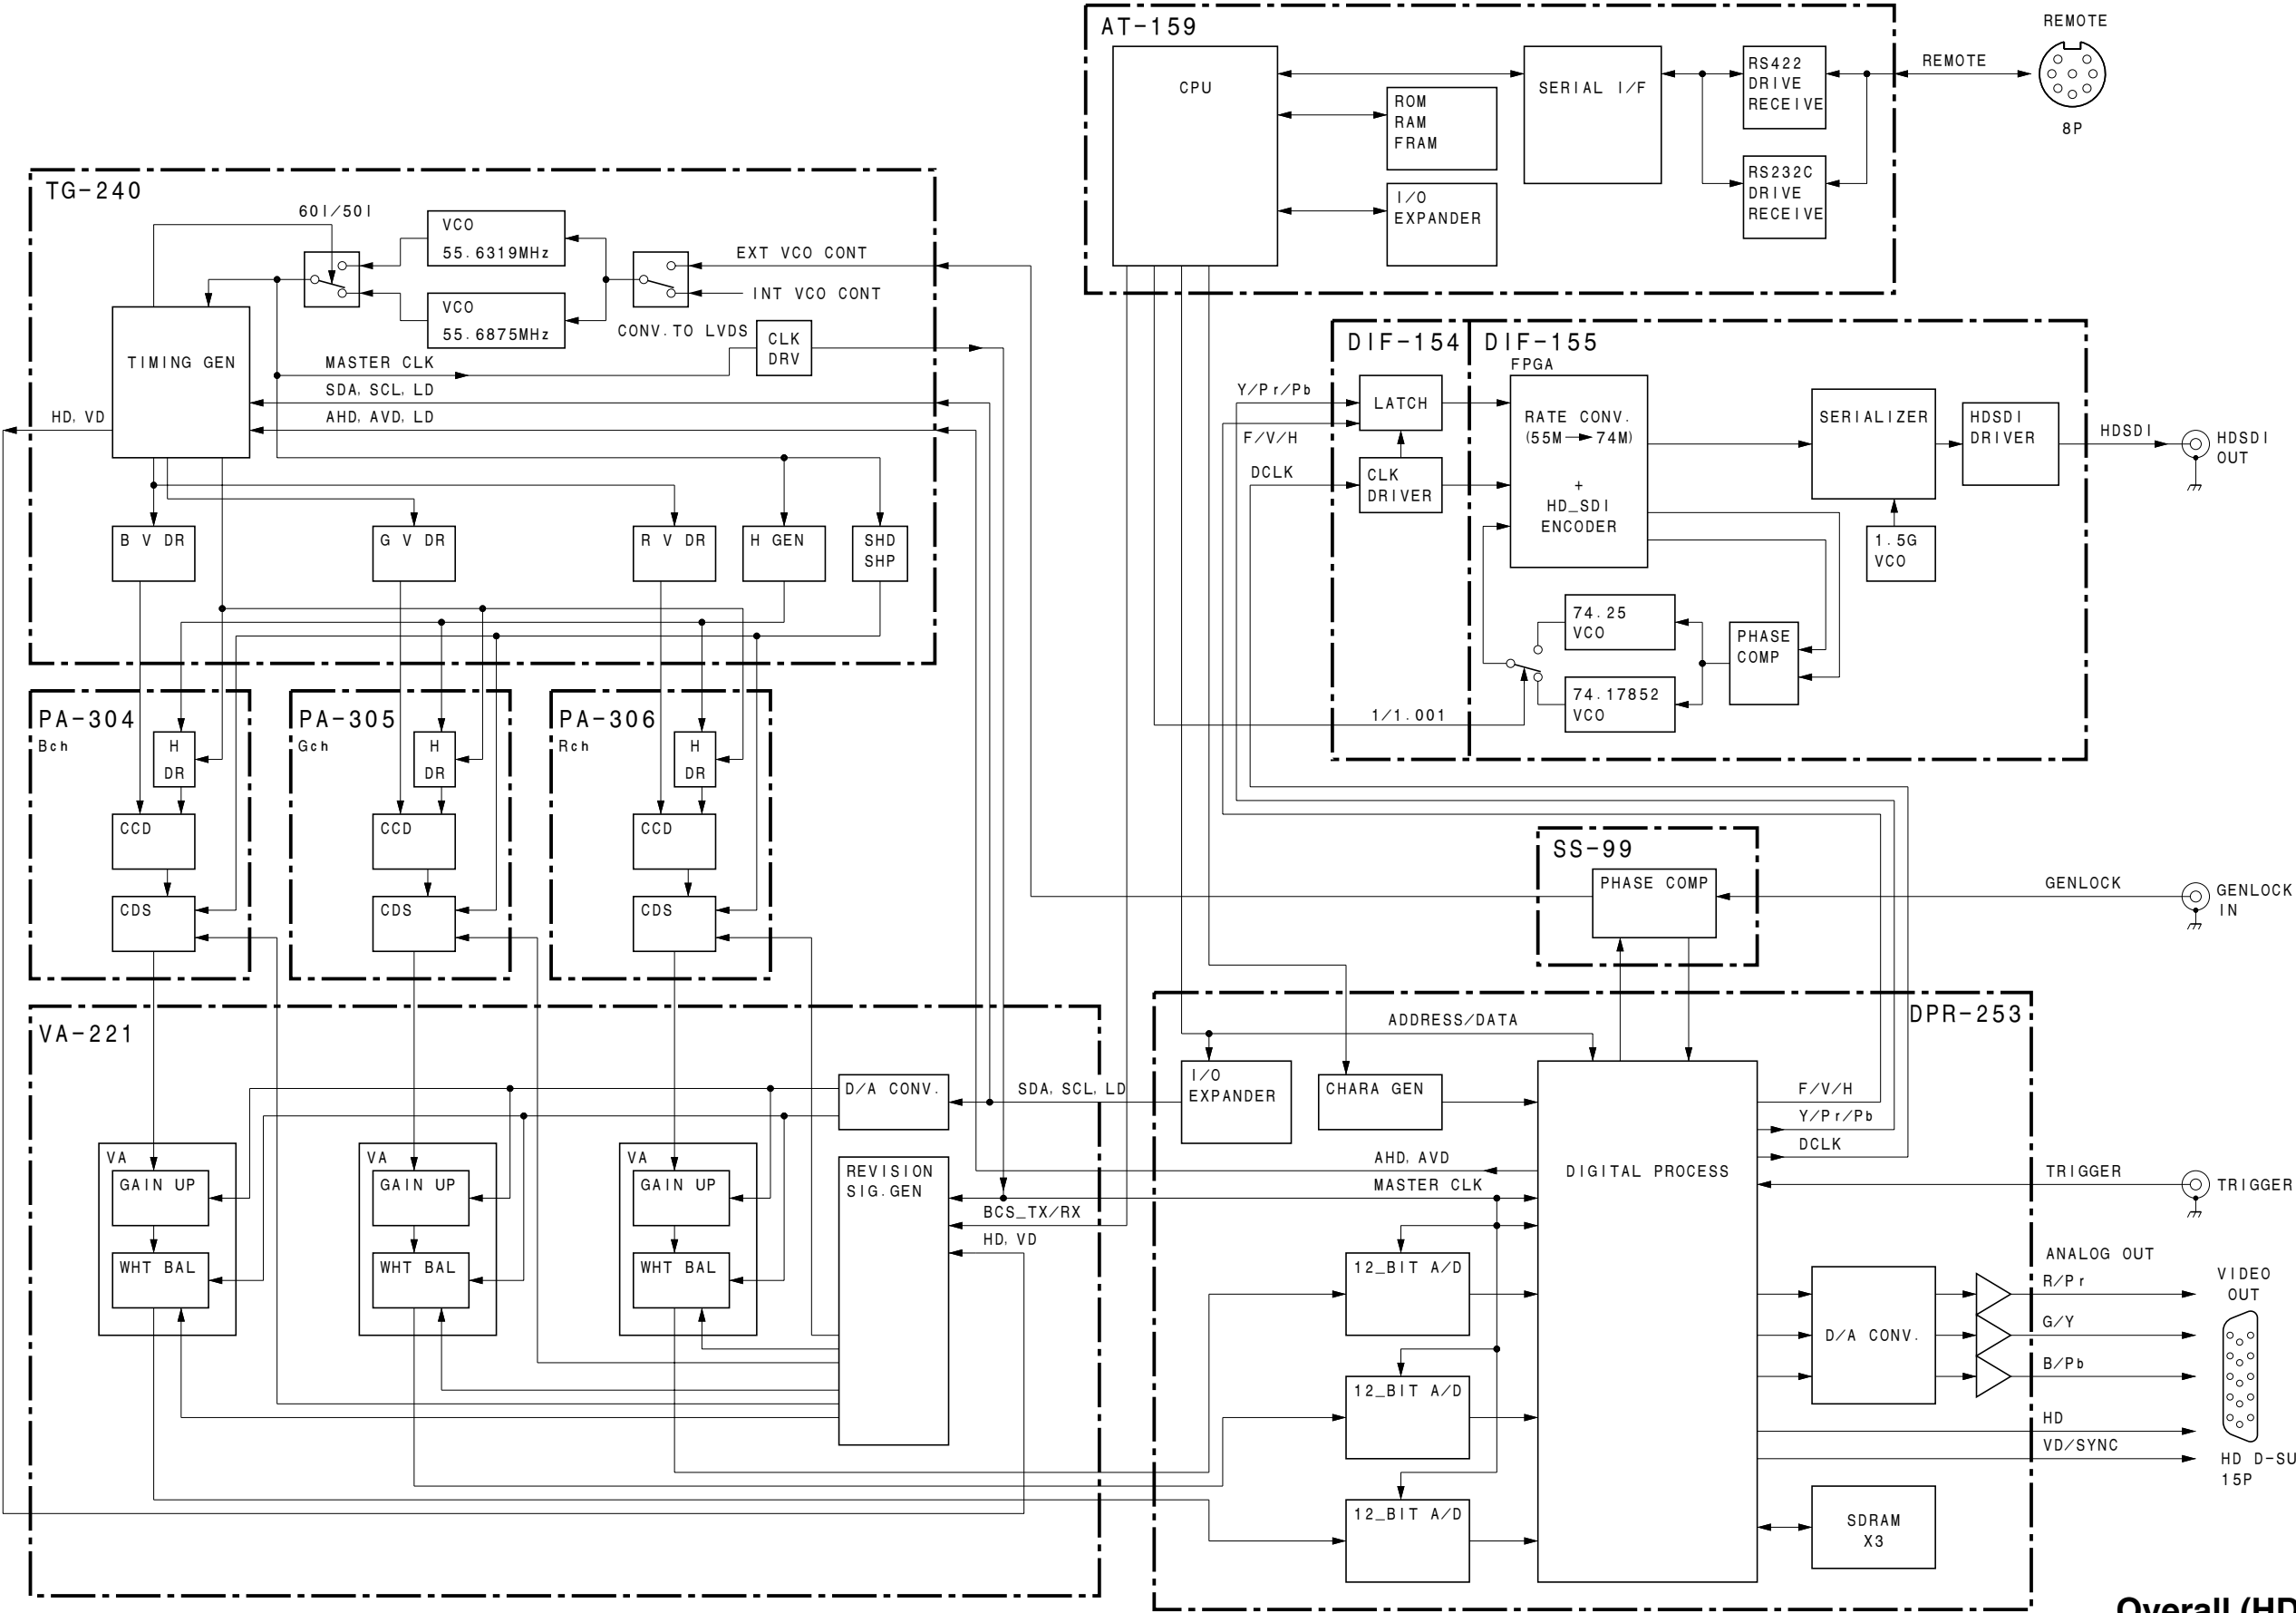 AT-159
CPU
SERIAL I/F
ROM
RAM
FRAM
I/O
EXPANDER
RS422
DRIVE
RECEIVE
RS232C
DRIVE
RECEIVE
REMOTE
REMOTE
8P
TG-240
60I/50I
VCO
55.6319MHz
VCO
55.6875MHz
EXT VCO CONT
INT VCO CONT
CONV.TO LVDS
CLK
DRV
TIMING GEN
MASTER CLK
SDA, SCL, LD
AHD, AVD, LD
HD, VD
B V DR
G V DR
R V DR
H GEN
SHD
SHP
DIF-154
LATCH
CLK
DRIVER
Y/Pr/Pb
F/V/H
DCLK
DIF-155
FPGA
RATE CONV.
(55M 74M)
+
HD_SDI
ENCODER
SERIALIZER
HDSDI
DRIVER
1.5G
VCO
HDSDI
HDSDI
OUT
74.25
VCO
74.17852
VCO
PHASE
COMP
1/1.001
PA-304
Bch
H
DR
CCD
CDS
PA-305
Gch
H
DR
CCD
CDS
PA-306
Rch
H
DR
CCD
CDS
SS-99
PHASE COMP
GENLOCK
GENLOCK
IN
VA-221
D/A CONV.
SDA, SCL, LD
VA
GAIN UP
WHT BAL
VA
GAIN UP
WHT BAL
VA
GAIN UP
WHT BAL
REVISION
SIG.GEN
BCS_TX/RX
HD, VD
DPR-253
ADDRESS/DATA
I/O
EXPANDER
CHARA GEN
AHD, AVD
MASTER CLK
DIGITAL PROCESS
F/V/H
Y/Pr/Pb
DCLK
TRIGGER
TRIGGER
12_BIT A/D
12_BIT A/D
12_BIT A/D
D/A CONV.
ANALOG OUT
R/Pr
G/Y
B/Pb
HD
VD/SYNC
VIDEO
OUT
HD D-SU
15P
SDRAM
X3
Overall (HD